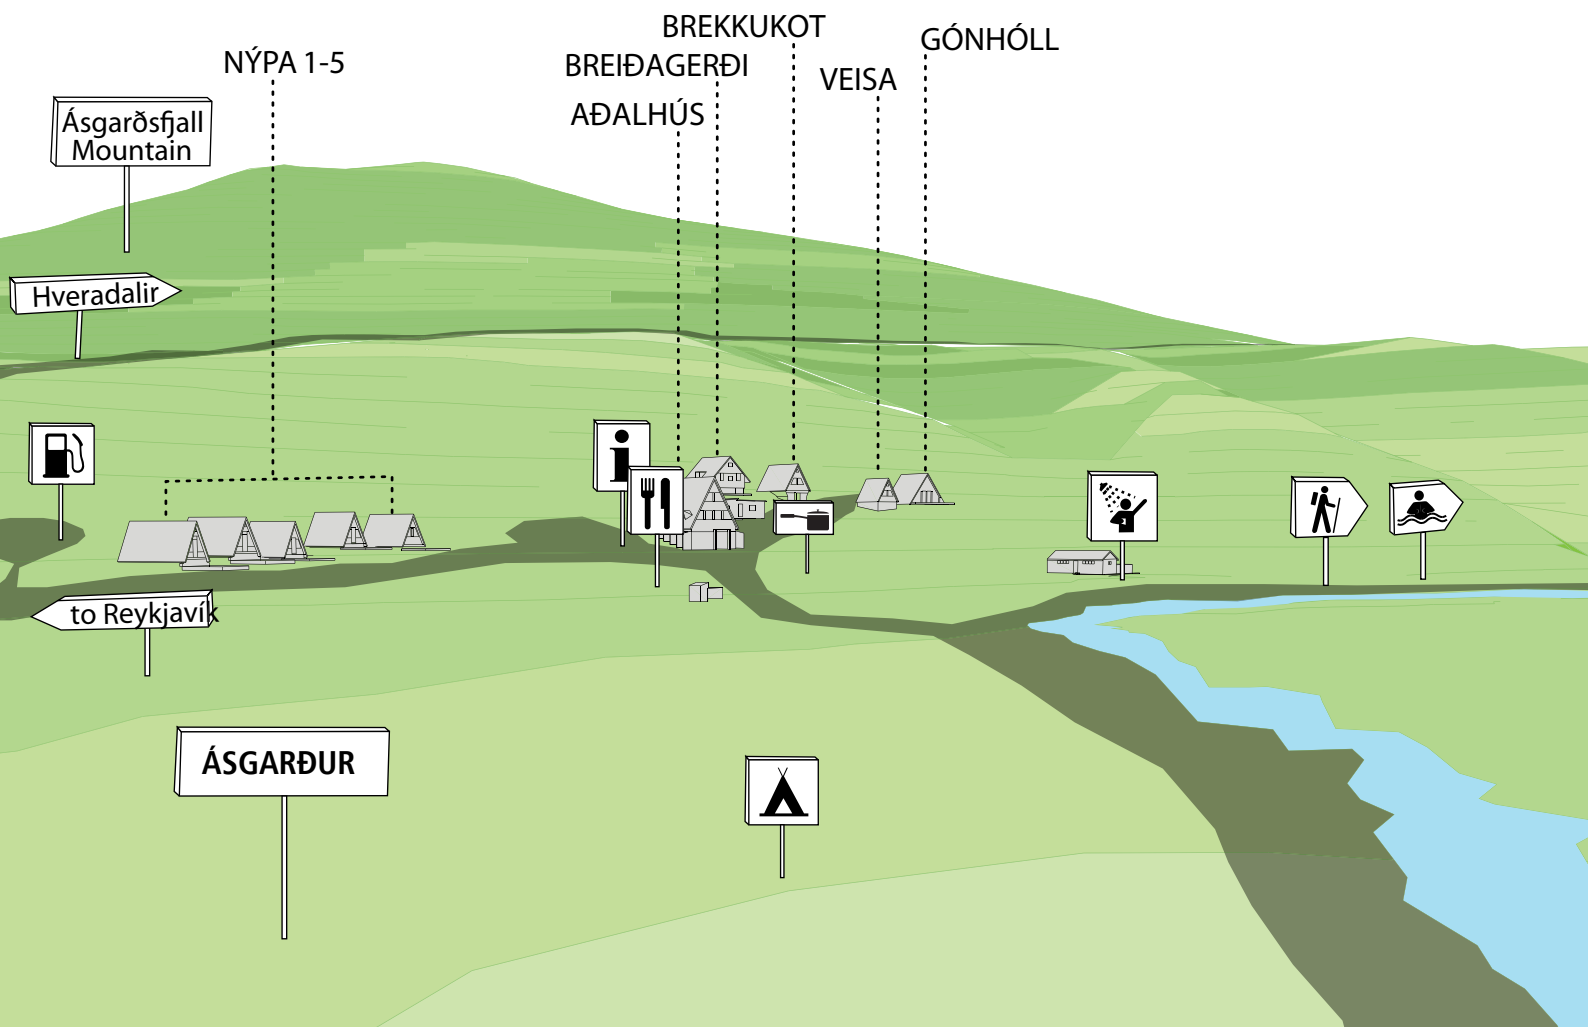 BREKKUKOT
GÓNHÓLL
NÝPA 1-5
BREIÐAGERÐI
VEISA
AÐALHÚS
Ásgarðsfjall
Mountain
Hveradalir
to Reykjavík
ÁSGARÐUR